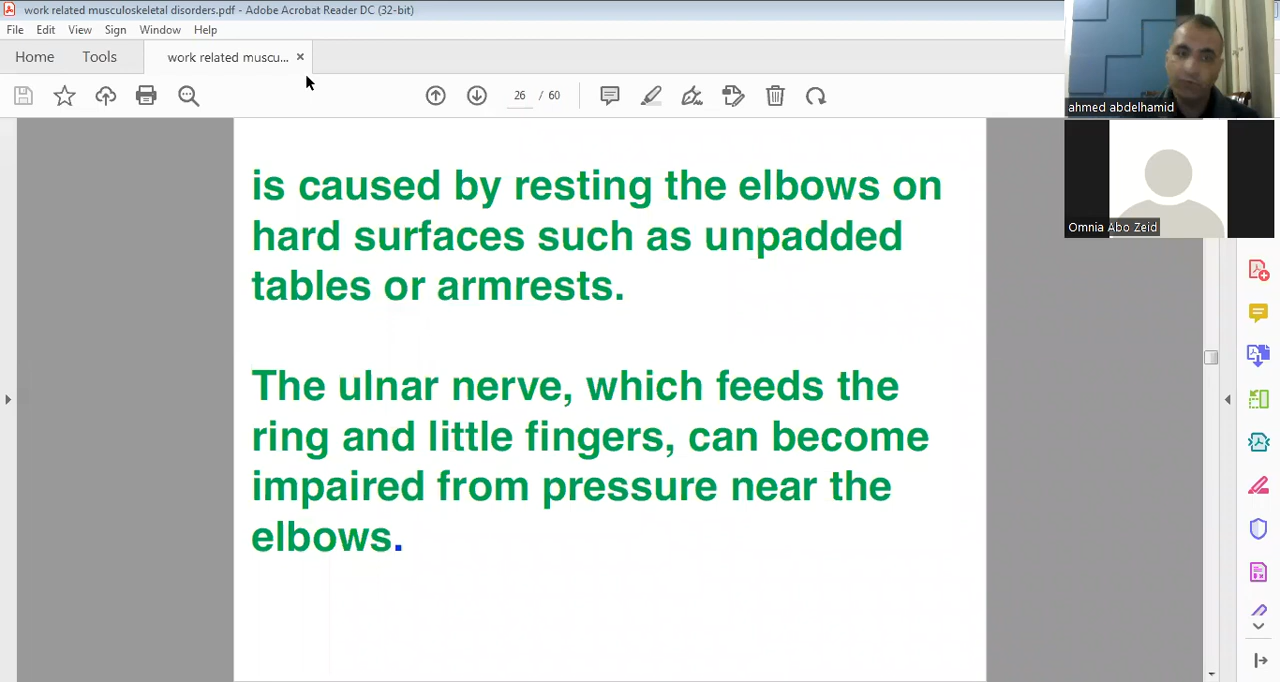 work related musculoskeletal disorders.pdf - Adobe Acrobat Reader DC (32-bit)
File Edit View Sign Window Help
Home Tools work related muscu... ×
26 / 60
ahmed abdelhamid
Omnia Abo Zeid
is caused by resting the elbows on
hard surfaces such as unpadded
tables or armrests.
The ulnar nerve, which feeds the
ring and little fingers, can become
impaired from pressure near the
elbows.